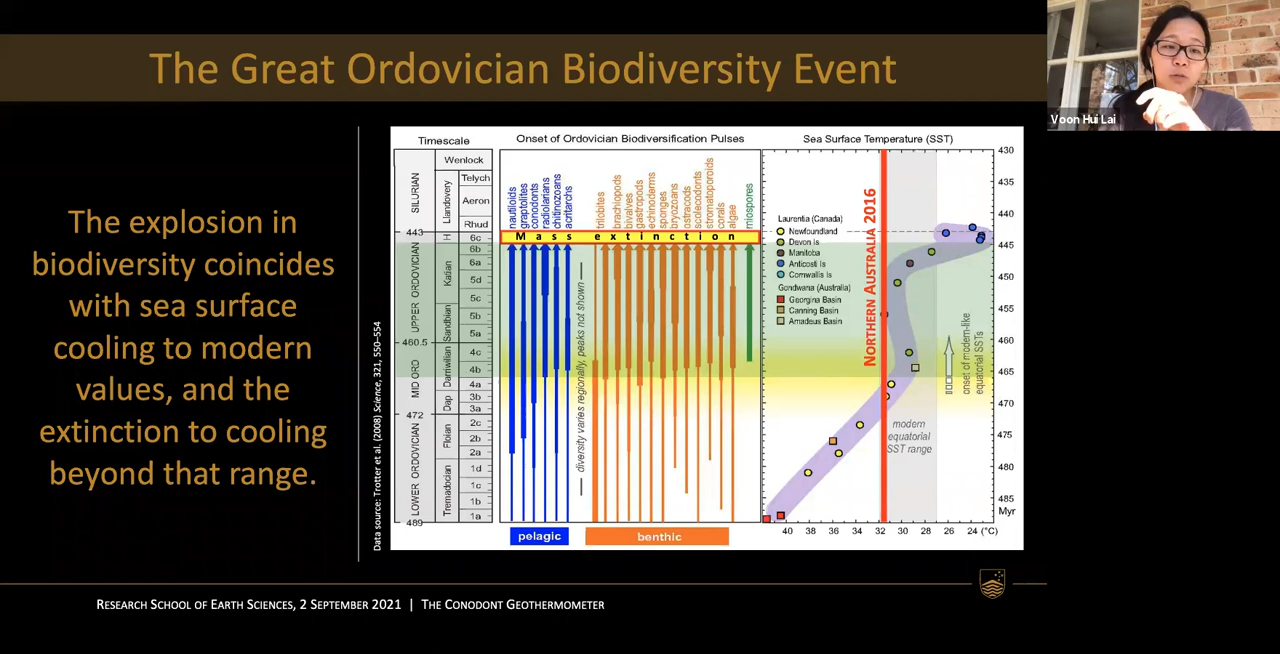 The Great Ordovician Biodiversity Event
Voon Hui Lai
The explosion in
biodiversity coincides
with sea surface
cooling to modern
values, and the
extinction to cooling
beyond that range.
Data source: Trotter et al. (2008) Science, 321, 550–554
Timescale
Onset of Ordovician Biodiversification Pulses
Sea Surface Temperature (SST)
SILURIAN
UPPER ORDOVICIAN
MID ORD
LOWER ORDOVICIAN
443
460.5
472
489
Wenlock
Llandovery
Telych
Aeron
Rhud
H
Katian
Sandbian
Darriwilian
Dap
Floian
Tremadocian
6c
6b
6a
5d
5c
5b
5a
4c
4b
4a
3b
3a
2c
2b
2a
1d
1c
1b
1a
nautiloids
graptolites
conodonts
radiolarians
chitinozoans
acritarchs
trilobites
brachiopods
bivalves
gastropods
echinoderms
sponges
bryozoans
ostracods
scolecodonts
stromatoporoids
corals
algae
miospores
Mass extinction
diversity varies regionally, peaks not shown
pelagic
benthic
Laurentia (Canada)
Newfoundland
Devon Is
Manitoba
Anticosti Is
Cornwallis Is
Gondwana (Australia)
Georgina Basin
Canning Basin
Amadeus Basin
NORTHERN AUSTRALIA 2016
onset of modern-like
equatorial SSTs
modern
equatorial
SST range
430
435
440
445
450
455
460
465
470
475
480
485
Myr
40 38 36 34 32 30 28 26 24 (°C)
RESEARCH SCHOOL OF EARTH SCIENCES, 2 SEPTEMBER 2021 | THE CONODONT GEOTHERMOMETER